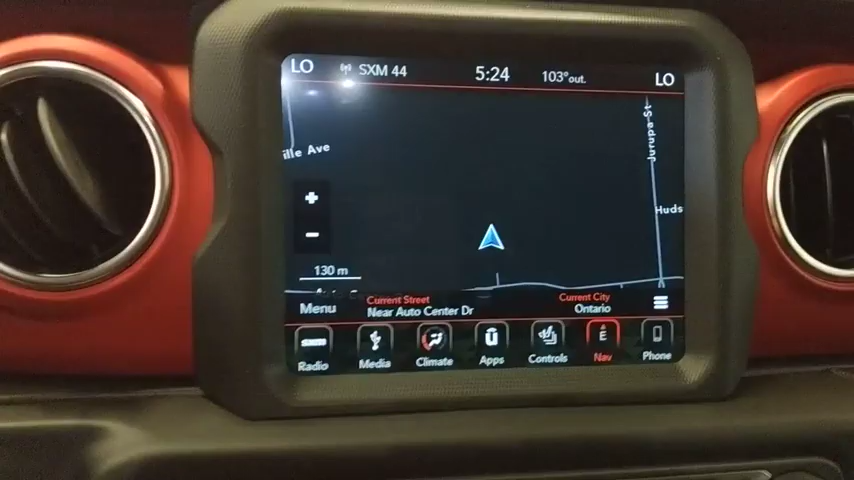 LO SXM 44 5:24 103°out. LO
ille Ave
Jurupa St
Huds
+
−
130 m
Menu
Current Street
Near Auto Center Dr
Current City
Ontario
SXM
E
Radio Media Climate Apps Controls Nav Phone